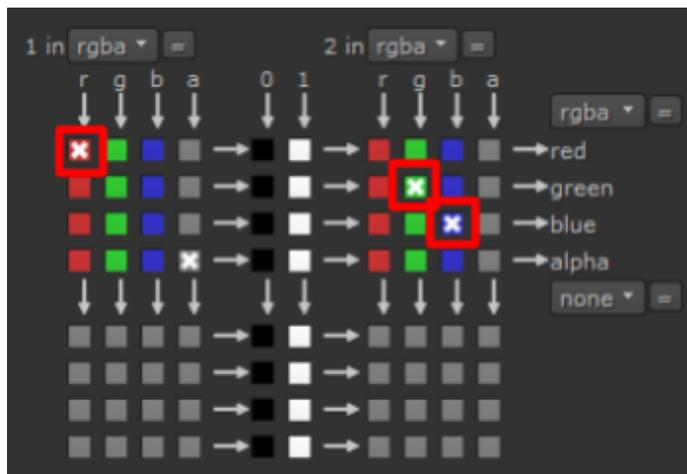 1 in rgba = 2 in rgba =
r g b a 0 1 r g b a
rgba =
red
green
blue
alpha
none =